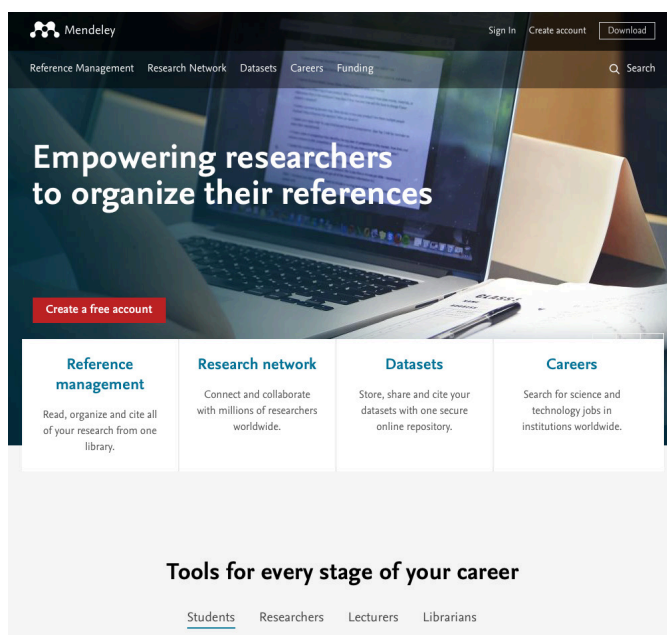 Mendeley
Sign In Create account Download
Reference Management Research Network Datasets Careers Funding
Search
Empowering researchers
to organize their references
Create a free account
Reference
management
Read, organize and cite all
of your research from one
library.
Research network
Connect and collaborate
with millions of researchers
worldwide.
Datasets
Store, share and cite your
datasets with one secure
online repository.
Careers
Search for science and
technology jobs in
institutions worldwide.
Tools for every stage of your career
Students Researchers Lecturers Librarians